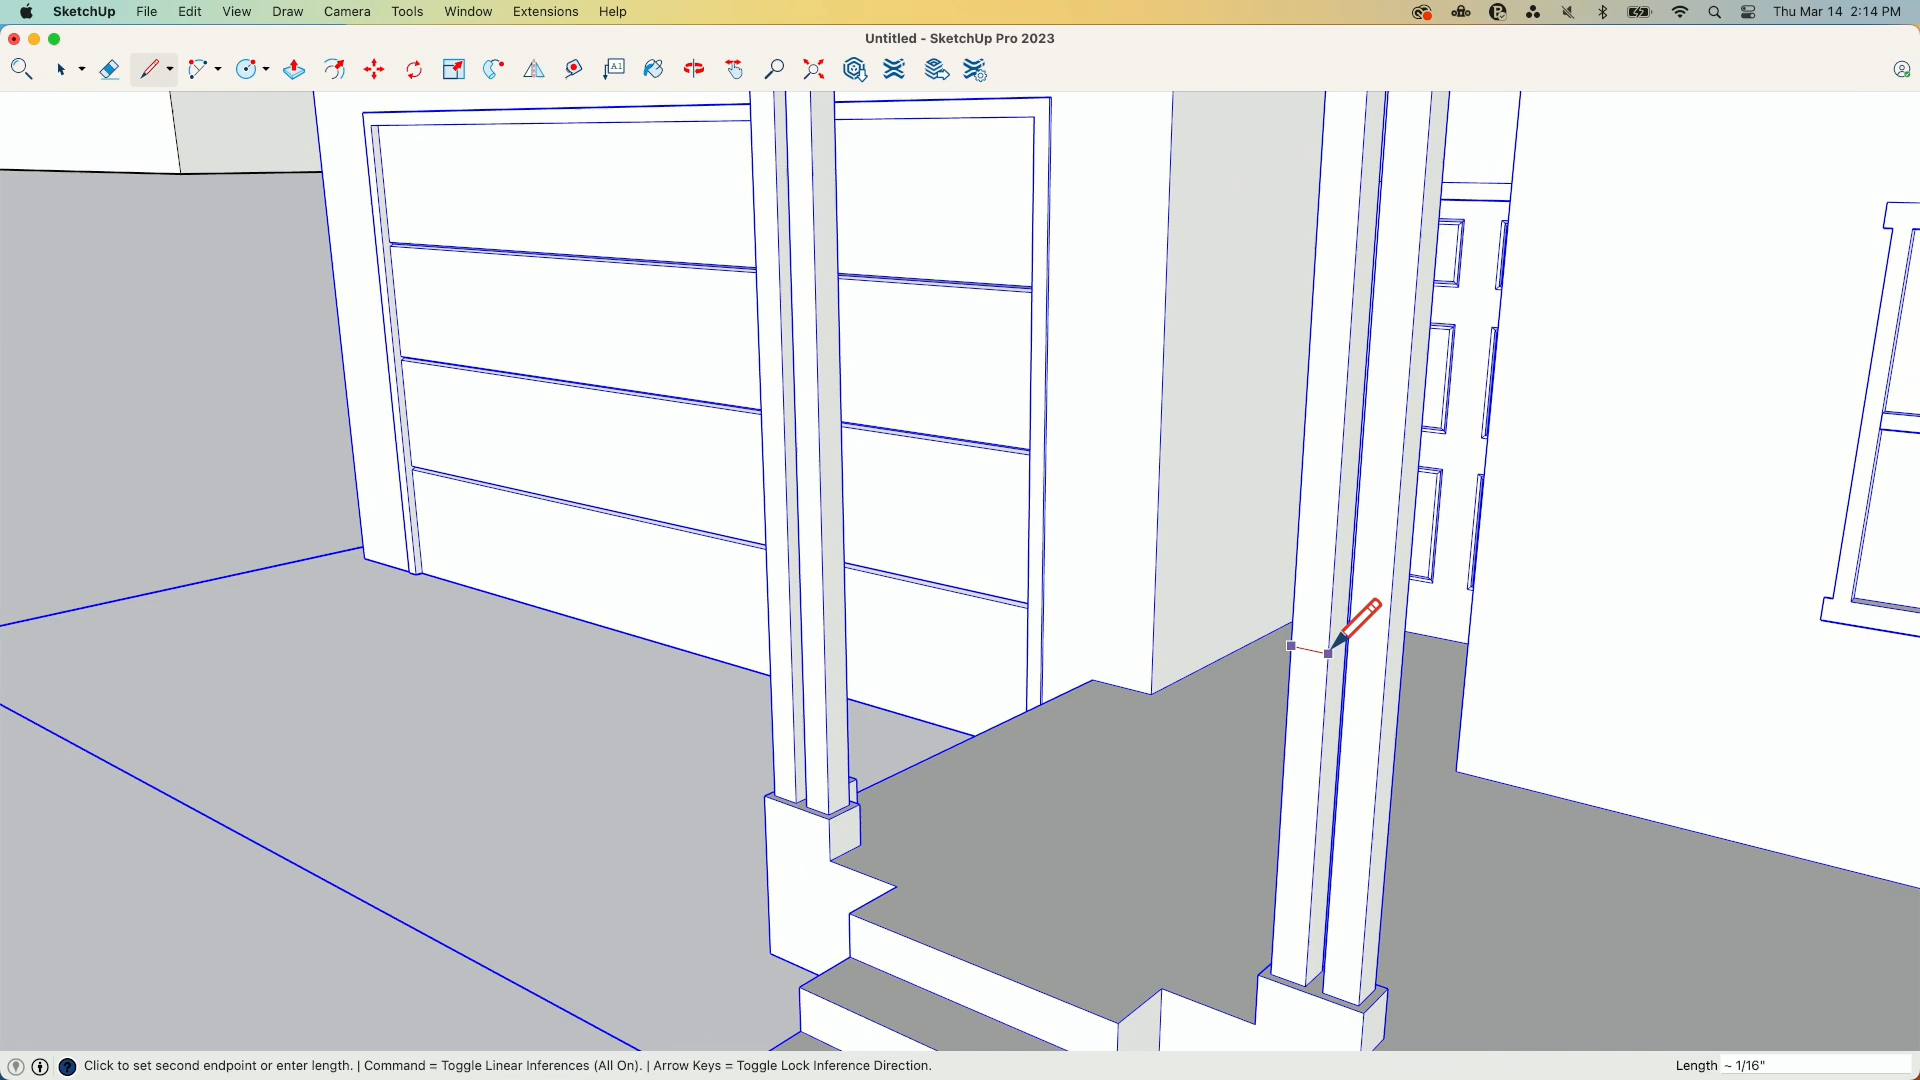 SketchUp File Edit View Draw Camera Tools Window Extensions Help Thu Mar 14 2:14 PM
Untitled - SketchUp Pro 2023
A1
Click to set second endpoint or enter length. | Command = Toggle Linear Inferences (All On). | Arrow Keys = Toggle Lock Inference Direction. Length ~ 1/16"